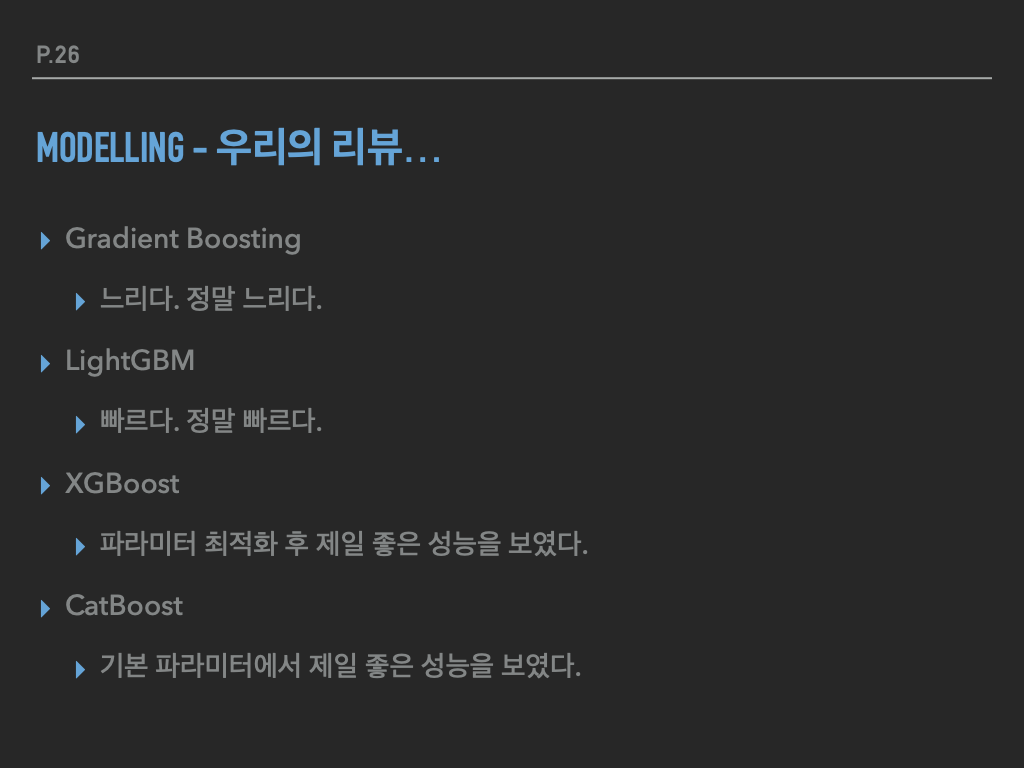 P.26
MODELLING - 우리의 리뷰...
Gradient Boosting
느리다. 정말 느리다.
LightGBM
빠르다. 정말 빠르다.
XGBoost
파라미터 최적화 후 제일 좋은 성능을 보였다.
CatBoost
기본 파라미터에서 제일 좋은 성능을 보였다.